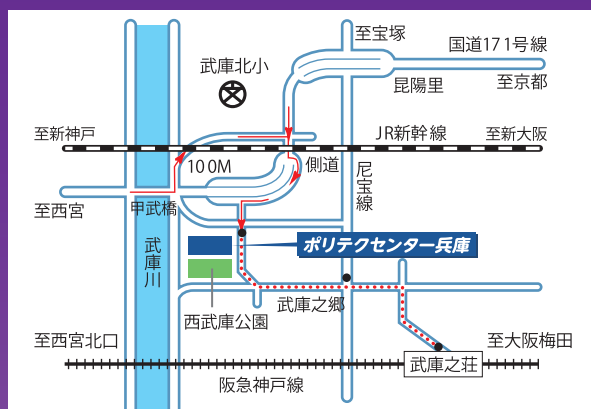 至宝塚
国道171号線
武庫北小
昆陽里
至京都
至新神戸
JR新幹線
至新大阪
100M
側道
尼宝線
至西宮
甲武橋
武庫川
ポリテクセンター兵庫
武庫之郷
西武庫公園
至西宮北口
至大阪梅田
武庫之荘
阪急神戸線